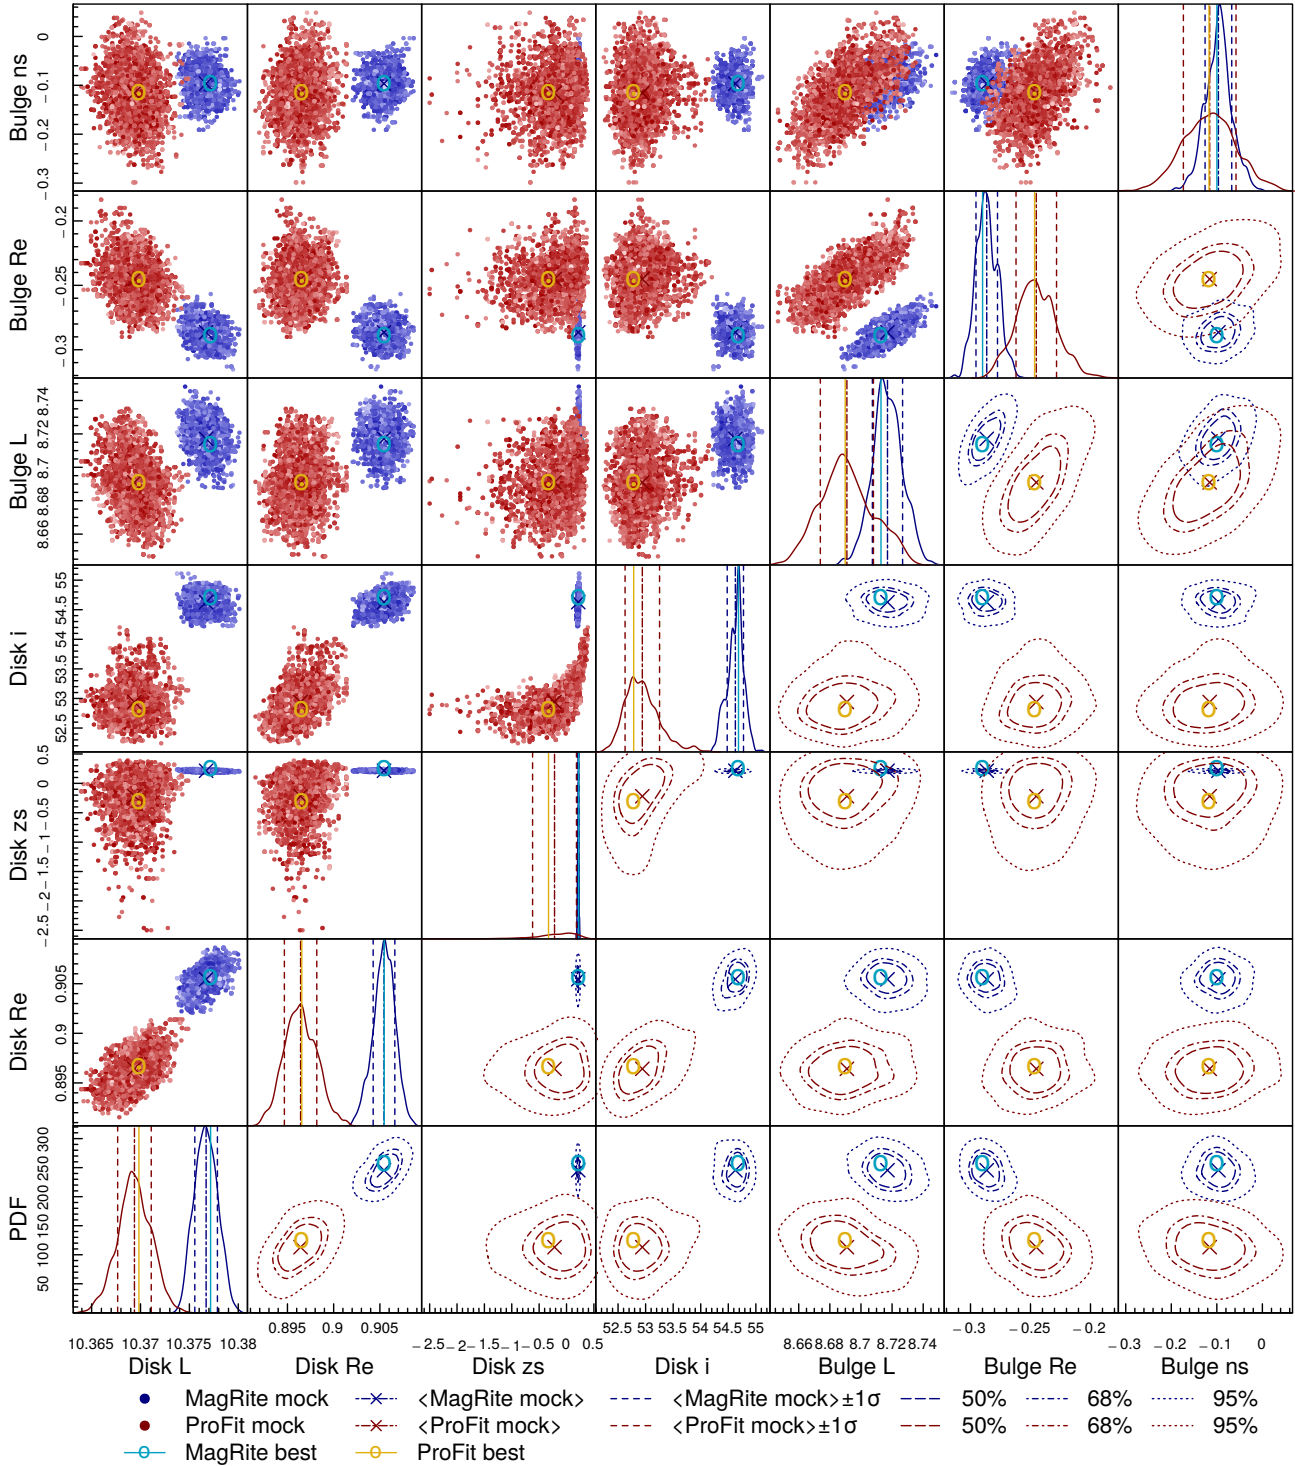 Bulge ns
0
−0.1
−0.2
−0.3
Bulge Re
−0.2
−0.25
−0.3
Bulge L
8.66 8.68 8.7 8.72 8.74
Disk i
52.5 53 53.5 54 54.5 55
Disk zs
−2.5 −2 −1.5 −1 −0.5 0 0.5
Disk Re
0.895 0.9 0.905
PDF
50 100 150 200 250 300
10.365 10.37 10.375 10.38
0.895 0.9 0.905
−2.5 −2 −1.5 −1 −0.5 0 0.5
52.5 53 53.5 54 54.5 55
8.66 8.68 8.7 8.72 8.74
−0.3 −0.25 −0.2
−0.3 −0.2 −0.1 0
Disk L Disk Re Disk zs Disk i Bulge L Bulge Re Bulge ns
MagRite mock <MagRite mock> <MagRite mock>±1σ 50% 68% 95%
ProFit mock <ProFit mock> <ProFit mock>±1σ 50% 68% 95%
MagRite best ProFit best